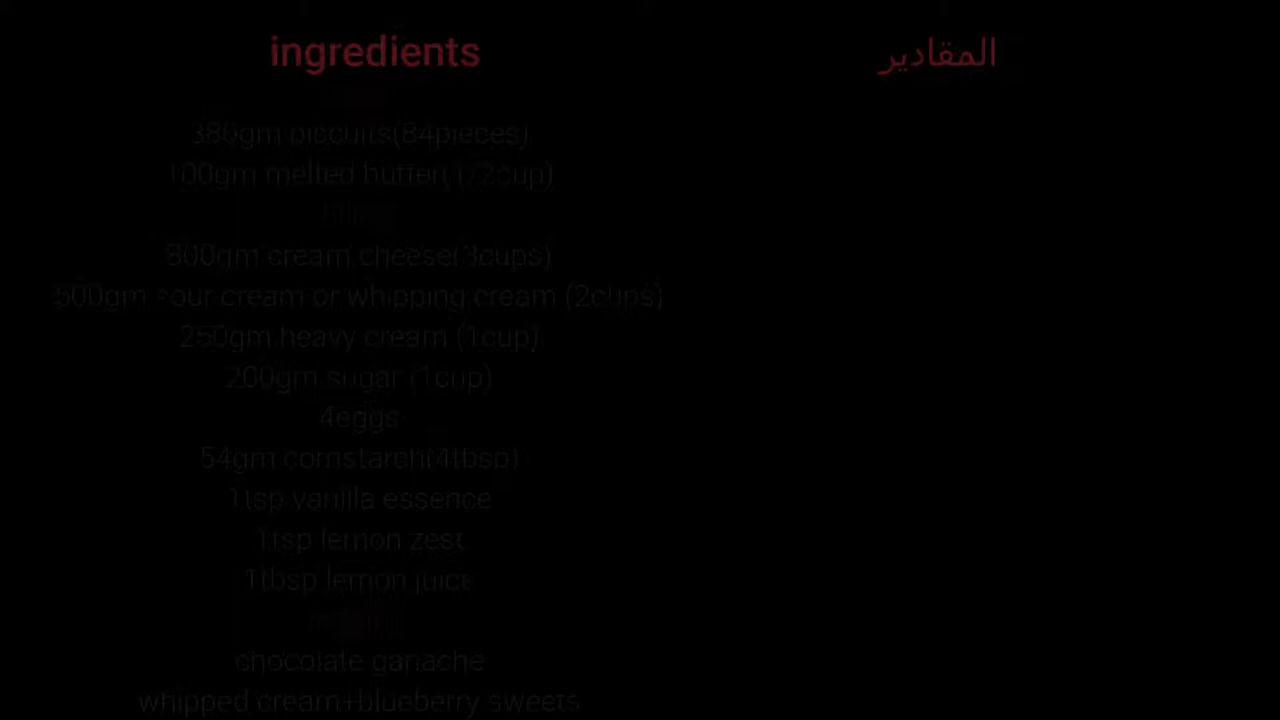 ingredients
المقادير
380gm biscuits(84pieces)
100gm melted butter(1/2cup)
filling
600gm cream cheese(3cups)
500gm sour cream or whipping cream (2cups)
250gm heavy cream (1cup)
200gm sugar (1cup)
4eggs
54gm cornstarch(4tbsp)
1tsp vanilla essence
1tsp lemon zest
1tbsp lemon juice
chocolate ganache
whipped cream+blueberry sweets